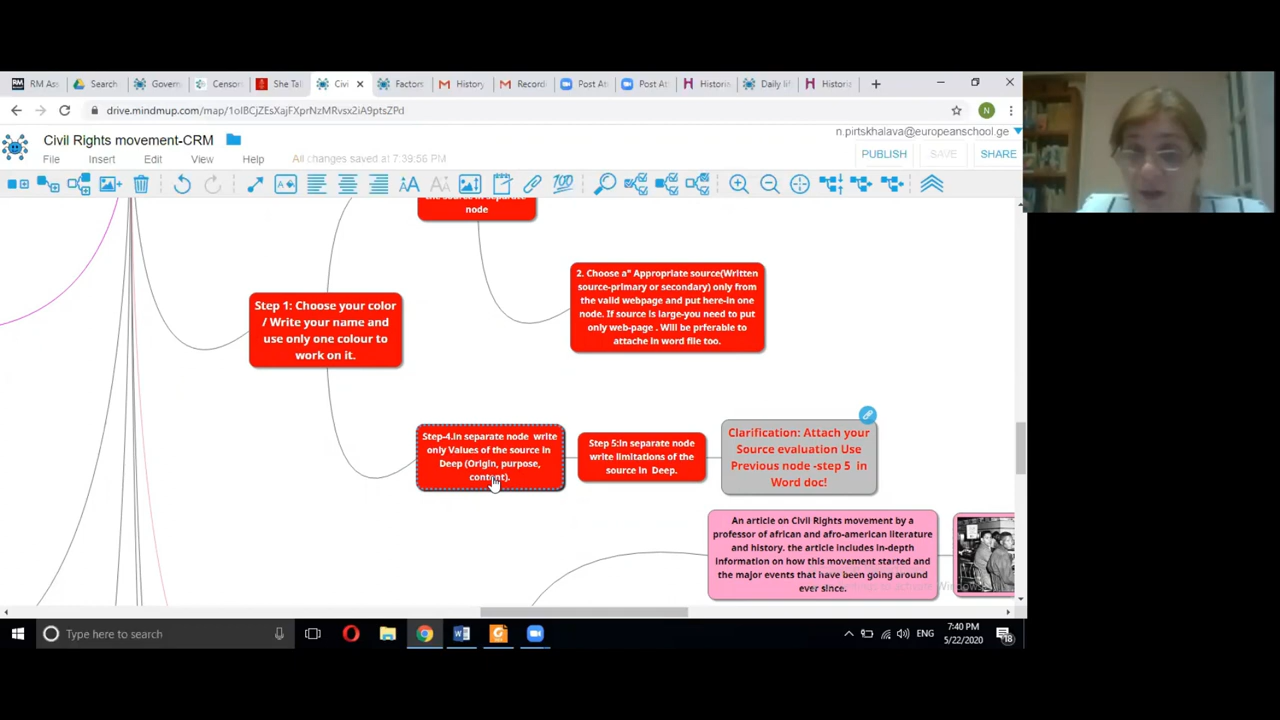 RM Ass
Search
Govern
Censor
She Tal
Civi
Factor
History
Record
Post At
Post At
Historia
Daily li
Historia
drive.mindmup.com/map/1oIBCjZEsXajFXprNzMRvsx2iA9ptsZPd
N
Civil Rights movement-CRM
n.pirtskhalava@europeanschool.ge
File Insert Edit View Help All changes saved at 7:39:56 PM
PUBLISH SAVE SHARE
the source in separate
node
2. Choose a" Appropriate source(Written
source-primary or secondary) only from
the valid webpage and put here-in one
node. If source is large-you need to put
only web-page . Will be prferable to
attache in word file too.
Step 1: Choose your color
/ Write your name and
use only one colour to
work on it.
Step-4.In separate node write
only Values of the source in
Deep (Origin, purpose,
content).
Step 5:In separate node
write limitations of the
source in Deep.
Clarification: Attach your
Source evaluation Use
Previous node -step 5 in
Word doc!
An article on Civil Rights movement by a
professor of african and afro-american literature
and history. the article includes in-depth
information on how this movement started and
the major events that have been going around
ever since.
Type here to search
ENG
7:40 PM
5/22/2020
18